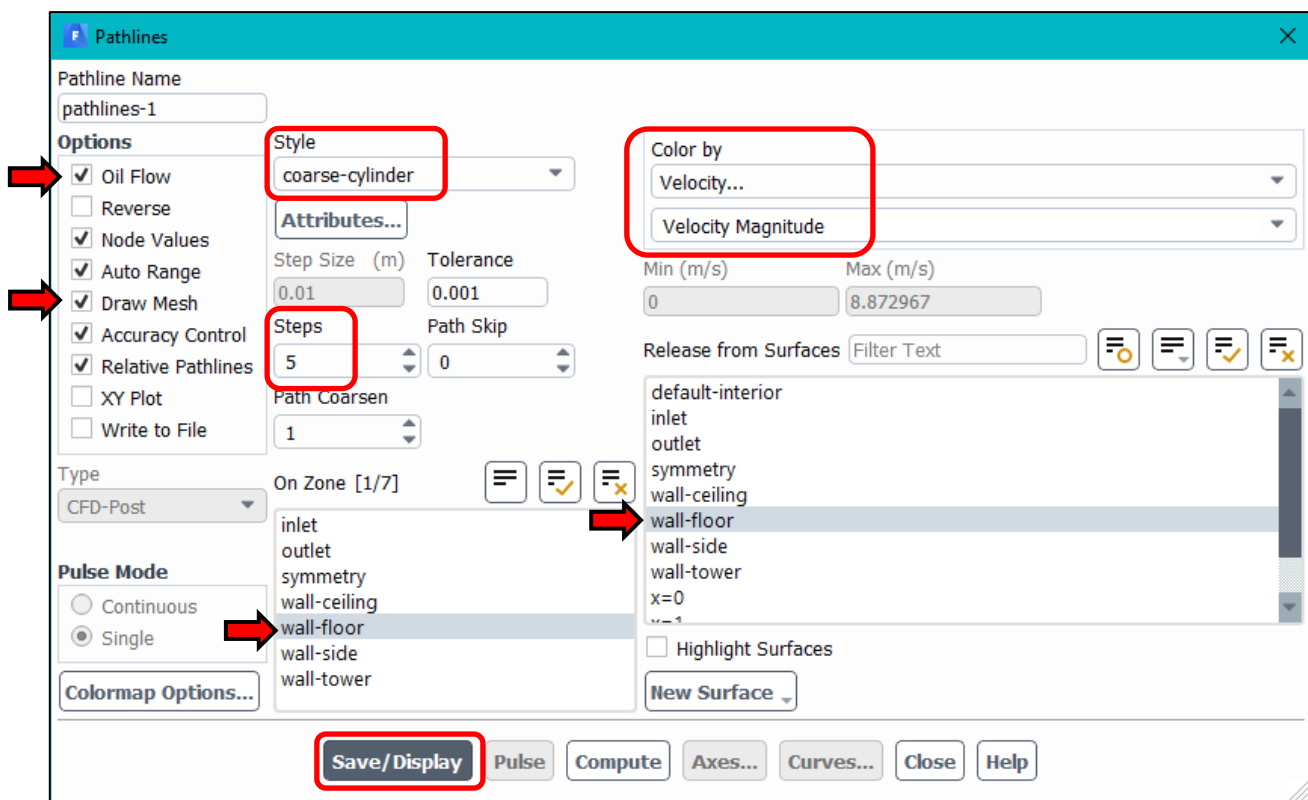 F Pathlines
Pathline Name
pathlines-1
Options
Oil Flow
Reverse
Node Values
Auto Range
Draw Mesh
Accuracy Control
Relative Pathlines
XY Plot
Write to File
Type
CFD-Post
Pulse Mode
Continuous
Single
Colormap Options...
Style
coarse-cylinder
Attributes...
Step Size (m) Tolerance
0.01 0.001
Steps Path Skip
5 0
Path Coarsen
1
On Zone [1/7]
inlet
outlet
symmetry
wall-ceiling
wall-floor
wall-side
wall-tower
Color by
Velocity...
Velocity Magnitude
Min (m/s) Max (m/s)
0 8.872967
Release from Surfaces Filter Text
default-interior
inlet
outlet
symmetry
wall-ceiling
wall-floor
wall-side
wall-tower
x=0
x=1
Highlight Surfaces
New Surface
Save/Display Pulse Compute Axes... Curves... Close Help